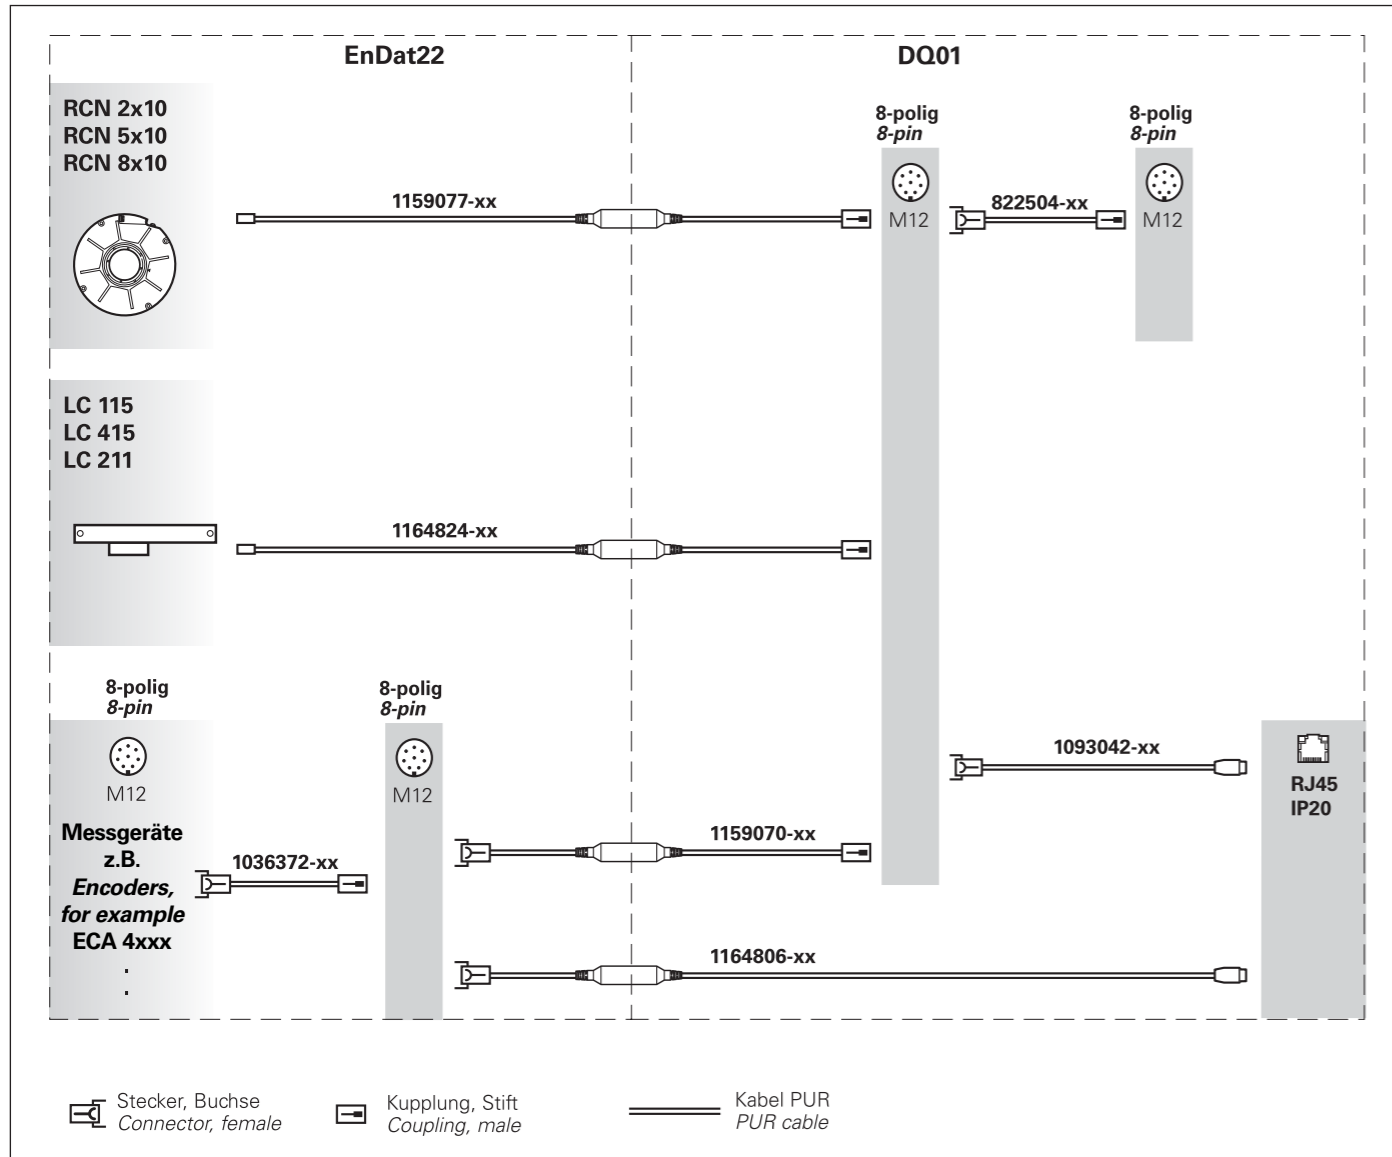 EnDat22
DQ01
RCN 2x10
RCN 5x10
RCN 8x10
8-polig
8-pin
8-polig
8-pin
1159077-xx
M12
822504-xx
M12
LC 115
LC 415
LC 211
1164824-xx
8-polig
8-pin
8-polig
8-pin
M12
M12
1093042-xx
RJ45
IP20
Messgeräte
z.B.
Encoders,
for example
ECA 4xxx
.
.
1036372-xx
1159070-xx
1164806-xx
Stecker, Buchse
Connector, female
Kupplung, Stift
Coupling, male
Kabel PUR
PUR cable